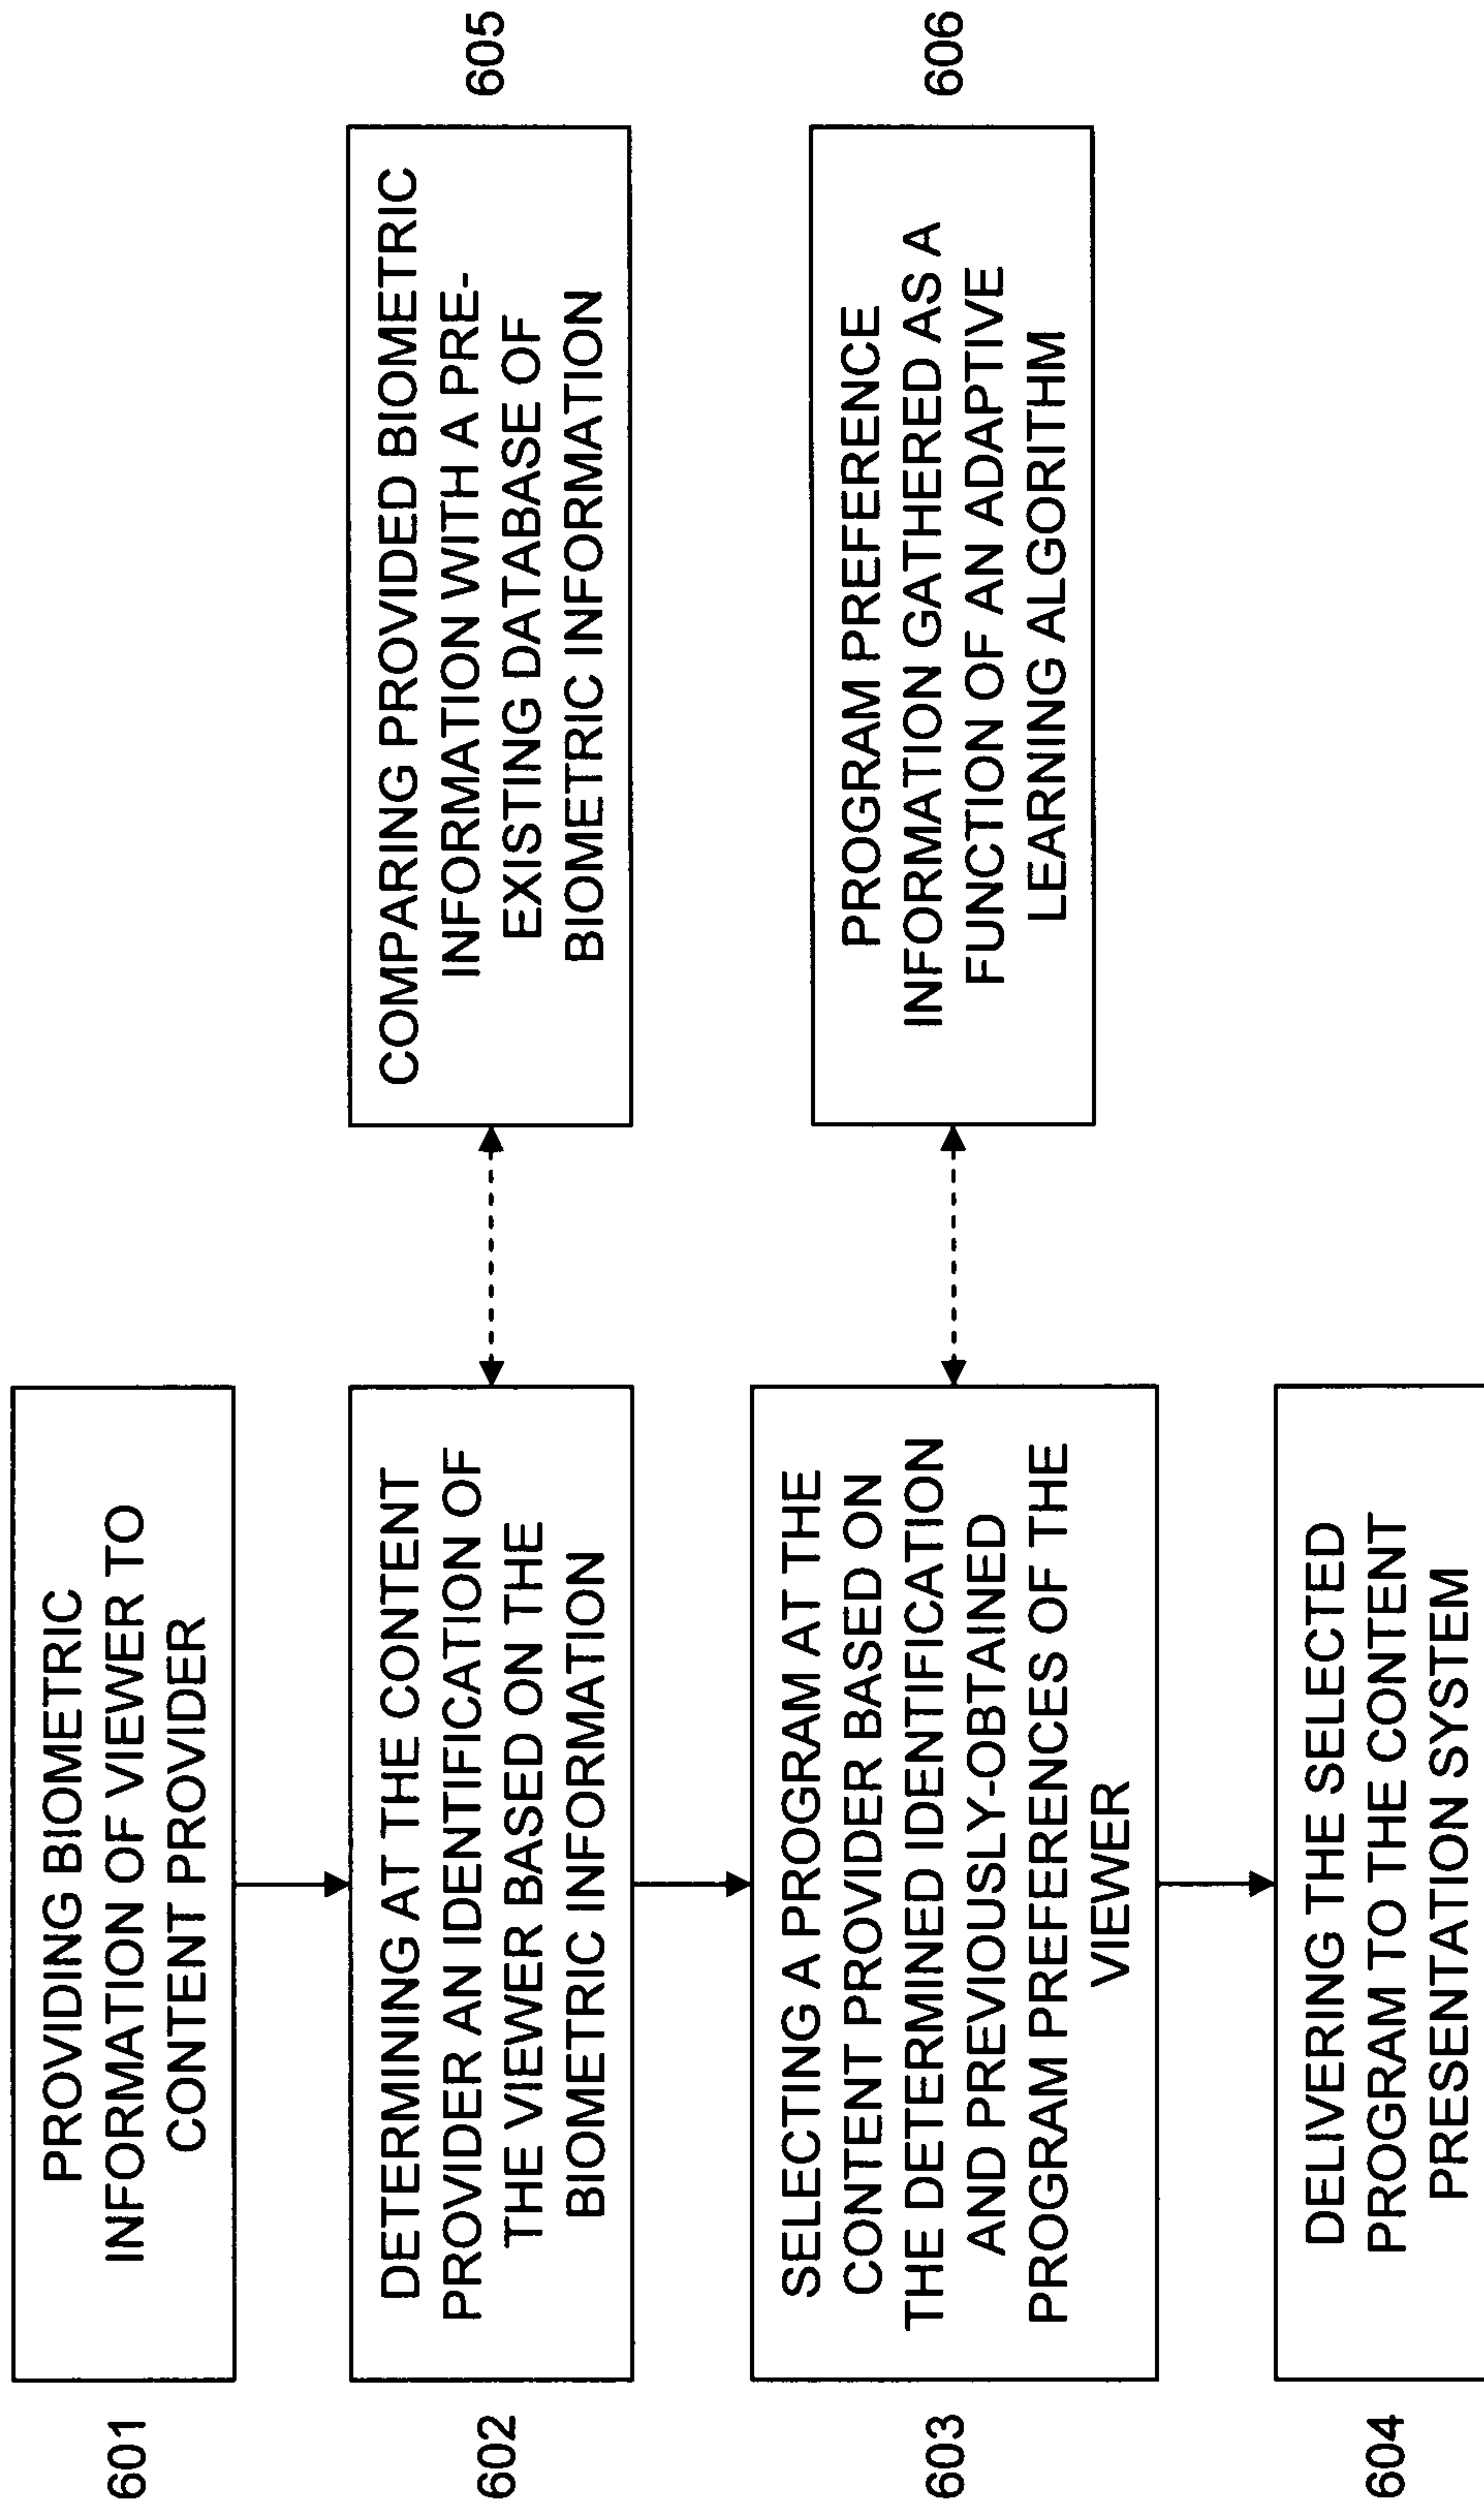 601
PROVIDING BIOMETRIC
INFORMATION OF VIEWER TO
CONTENT PROVIDER
602
DETERMINING AT THE CONTENT
PROVIDER AN IDENTIFICATION OF
THE VIEWER BASED ON THE
BIOMETRIC INFORMATION
COMPARING PROVIDED BIOMETRIC
INFORMATION WITH A PRE-
EXISTING DATABASE OF
BIOMETRIC INFORMATION
605
603
SELECTING A PROGRAM AT THE
CONTENT PROVIDER BASED ON
THE DETERMINED IDENTIFICATION
AND PREVIOUSLY-OBTAINED
PROGRAM PREFERENCES OF THE
VIEWER
PROGRAM PREFERENCE
INFORMATION GATHERED AS A
FUNCTION OF AN ADAPTIVE
LEARNING ALGORITHM
606
604
DELIVERING THE SELECTED
PROGRAM TO THE CONTENT
PRESENTATION SYSTEM